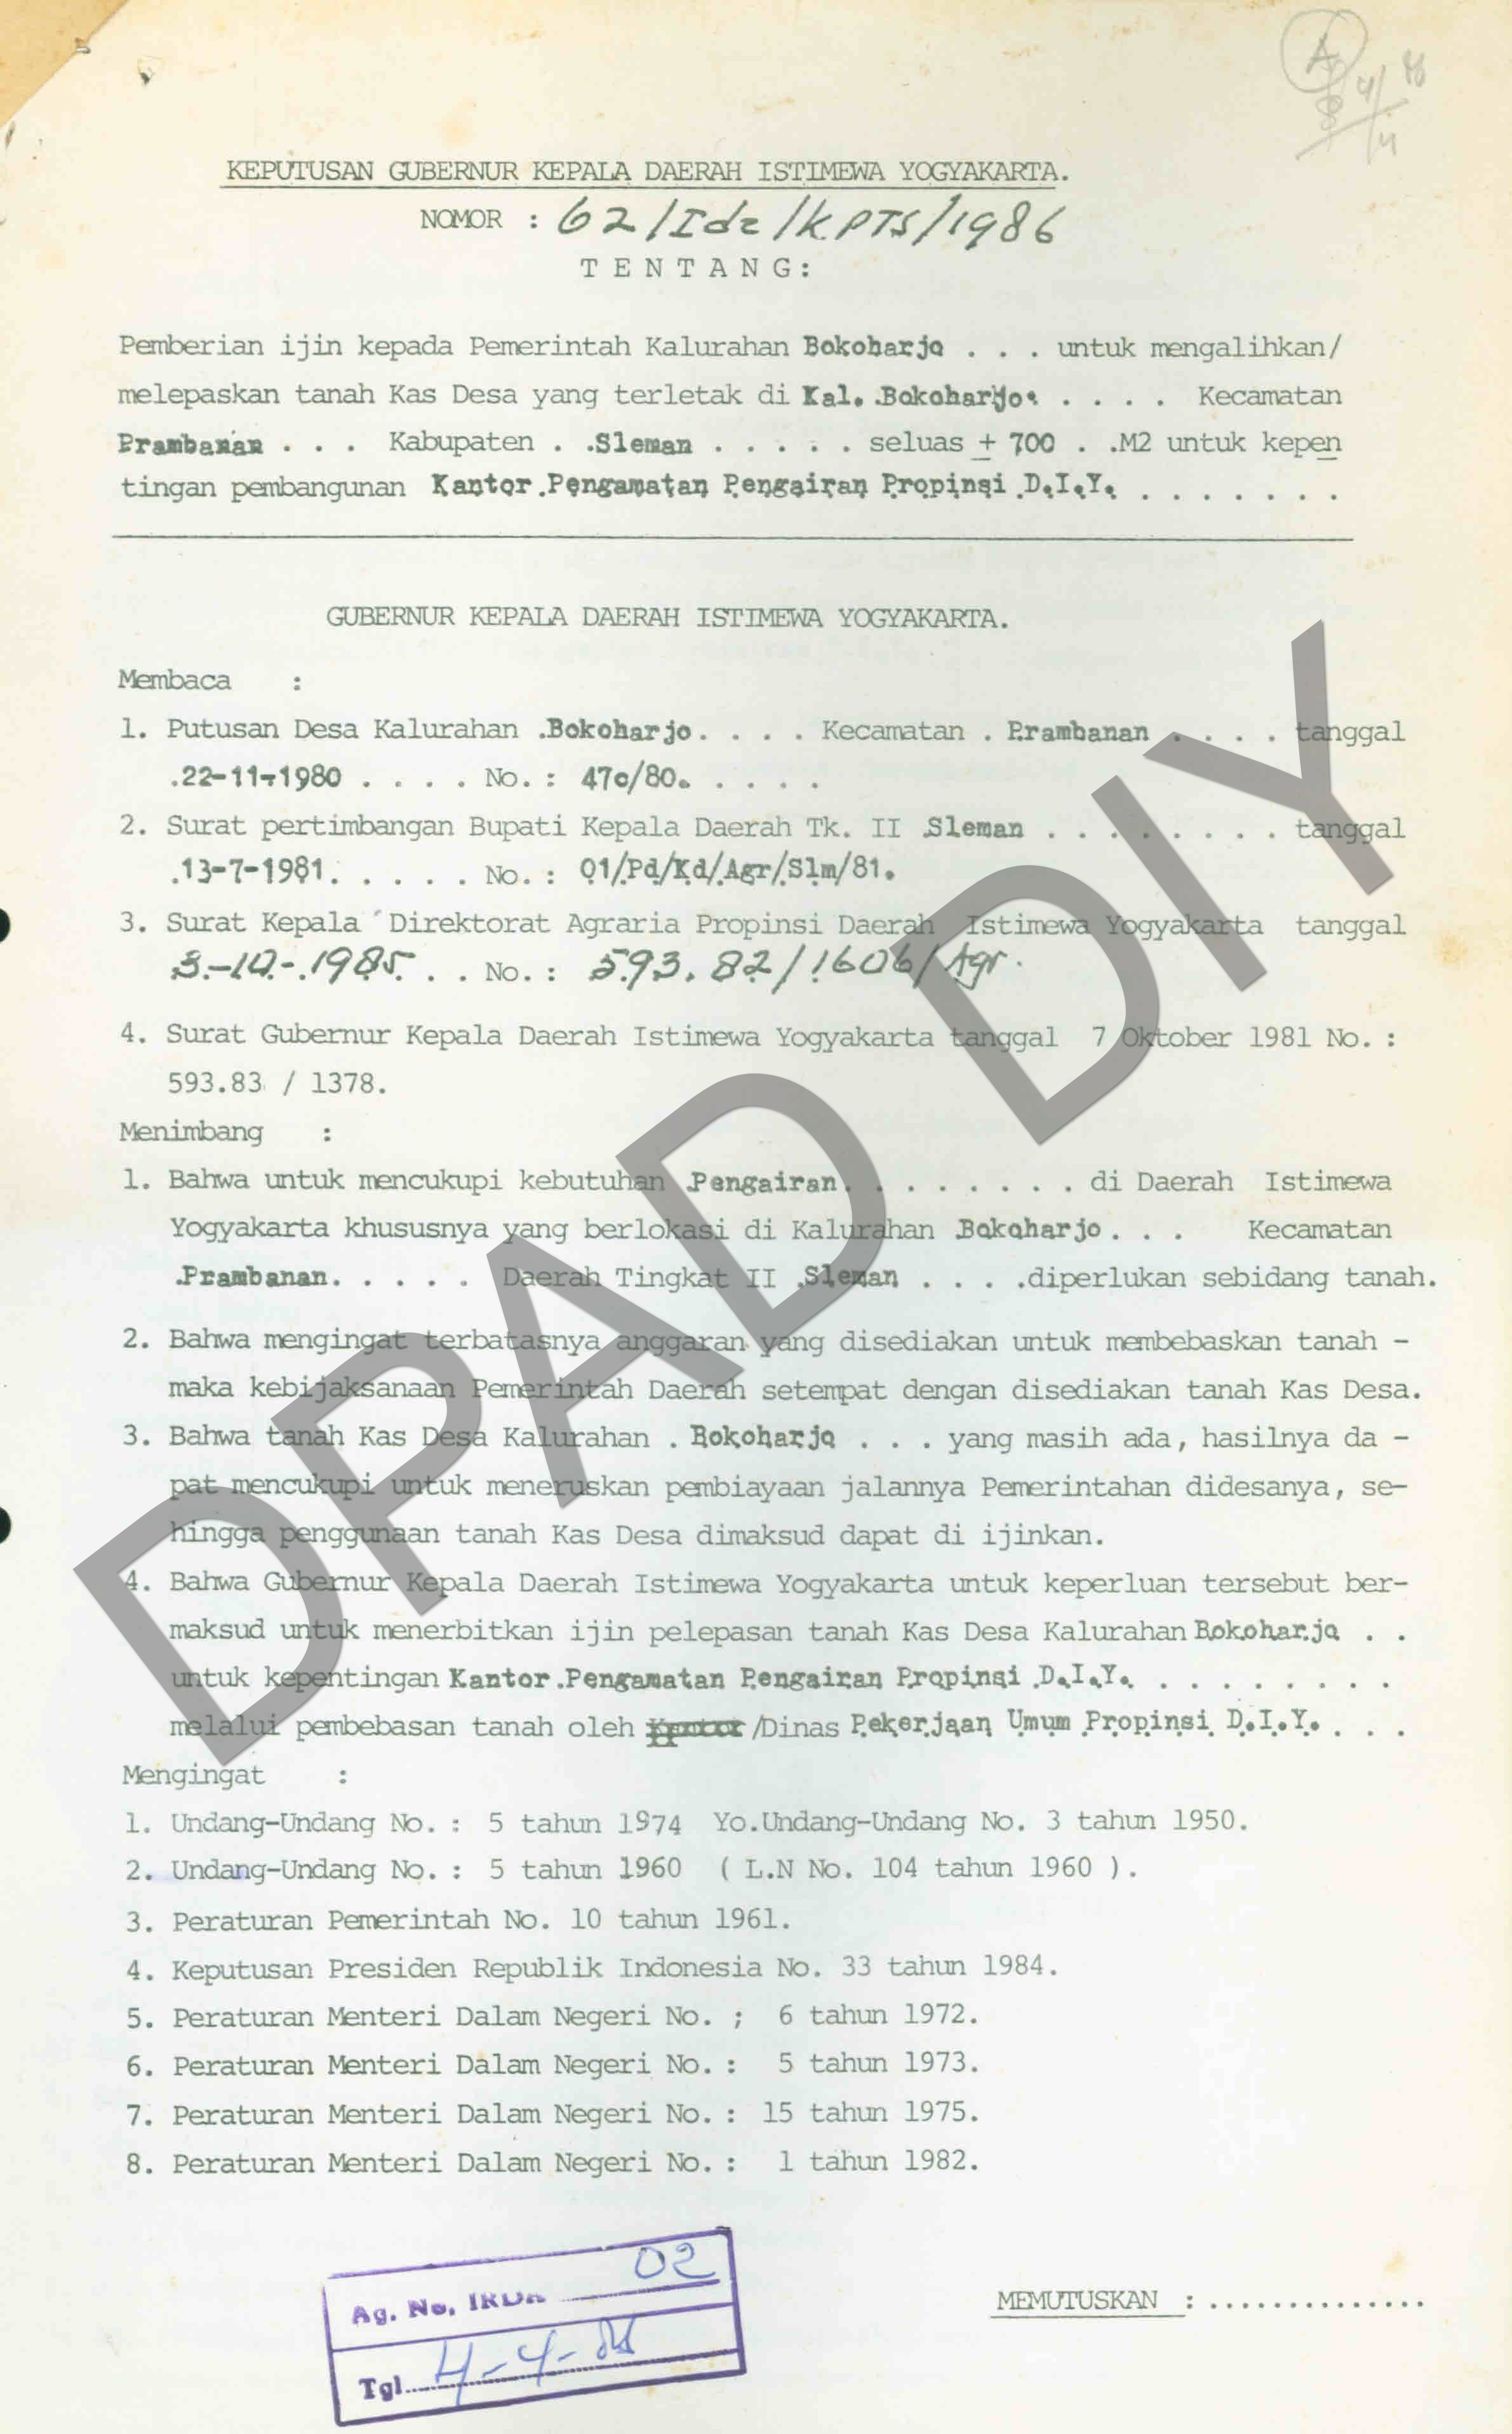 KEPUTUSAN GUBERNUR KEPALA DAERAH ISTIMEWA YOGYAKARTA.
NOMOR : 62/Idz/KPTS/1986
T E N T A N G :
Pemberian ijin kepada Pemerintah Kalurahan Bokoharjo . . . untuk mengalihkan/
melepaskan tanah Kas Desa yang terletak di Kal. Bokoharjo. . . . . Kecamatan
Prambanan . . . Kabupaten . .Sleman . . . . . seluas ± 700 . .M2 untuk kepen
tingan pembangunan Kantor.Pengamatan Pengairan Propinsi D.I.Y. . . . . . . .
GUBERNUR KEPALA DAERAH ISTIMEWA YOGYAKARTA.
Membaca :
1. Putusan Desa Kalurahan .Bokoharjo. . . . Kecamatan . Prambanan . . . . tanggal
.22-11-1980 . . . . No. : 47c/80. . . . .
2. Surat pertimbangan Bupati Kepala Daerah Tk. II Sleman . . . . . . . . tanggal
.13-7-1981. . . . . . No. : 01/Pd/Kd/Agr/Slm/81.
3. Surat Kepala Direktorat Agraria Propinsi Daerah Istimewa Yogyakarta tanggal
3.-10.-.1985. . . No. : 593.82/1606/Agr.
4. Surat Gubernur Kepala Daerah Istimewa Yogyakarta tanggal 7 Oktober 1981 No. :
593.83 / 1378.
Menimbang :
1. Bahwa untuk mencukupi kebutuhan Pengairan. . . . . . . . di Daerah Istimewa
Yogyakarta khususnya yang berlokasi di Kalurahan Bokoharjo . . . Kecamatan
.Prambanan. . . . . Daerah Tingkat II .Sleman . . . .diperlukan sebidang tanah.
2. Bahwa mengingat terbatasnya anggaran yang disediakan untuk membebaskan tanah -
maka kebijaksanaan Pemerintah Daerah setempat dengan disediakan tanah Kas Desa.
3. Bahwa tanah Kas Desa Kalurahan . Bokoharjo . . . yang masih ada, hasilnya da -
pat mencukupi untuk meneruskan pembiayaan jalannya Pemerintahan didesanya, se-
hingga penggunaan tanah Kas Desa dimaksud dapat di ijinkan.
4. Bahwa Gubernur Kepala Daerah Istimewa Yogyakarta untuk keperluan tersebut ber-
maksud untuk menerbitkan ijin pelepasan tanah Kas Desa Kalurahan Bokoharjo . .
untuk kepentingan Kantor.Pengamatan Pengairan Propinsi D.I.Y. . . . . . . . .
melalui pembebasan tanah oleh /Dinas Pekerjaan Umum Propinsi D.I.Y. . . .
Mengingat :
1. Undang-Undang No. : 5 tahun 1974 Yo.Undang-Undang No. 3 tahun 1950.
2. Undang-Undang No. : 5 tahun 1960 ( L.N No. 104 tahun 1960 ).
3. Peraturan Pemerintah No. 10 tahun 1961.
4. Keputusan Presiden Republik Indonesia No. 33 tahun 1984.
5. Peraturan Menteri Dalam Negeri No. ; 6 tahun 1972.
6. Peraturan Menteri Dalam Negeri No. : 5 tahun 1973.
7. Peraturan Menteri Dalam Negeri No. : 15 tahun 1975.
8. Peraturan Menteri Dalam Negeri No. : 1 tahun 1982.
Ag. No. IRDA 02
Tgl. 4-4-
MEMUTUSKAN : ..............
DPAD DIY